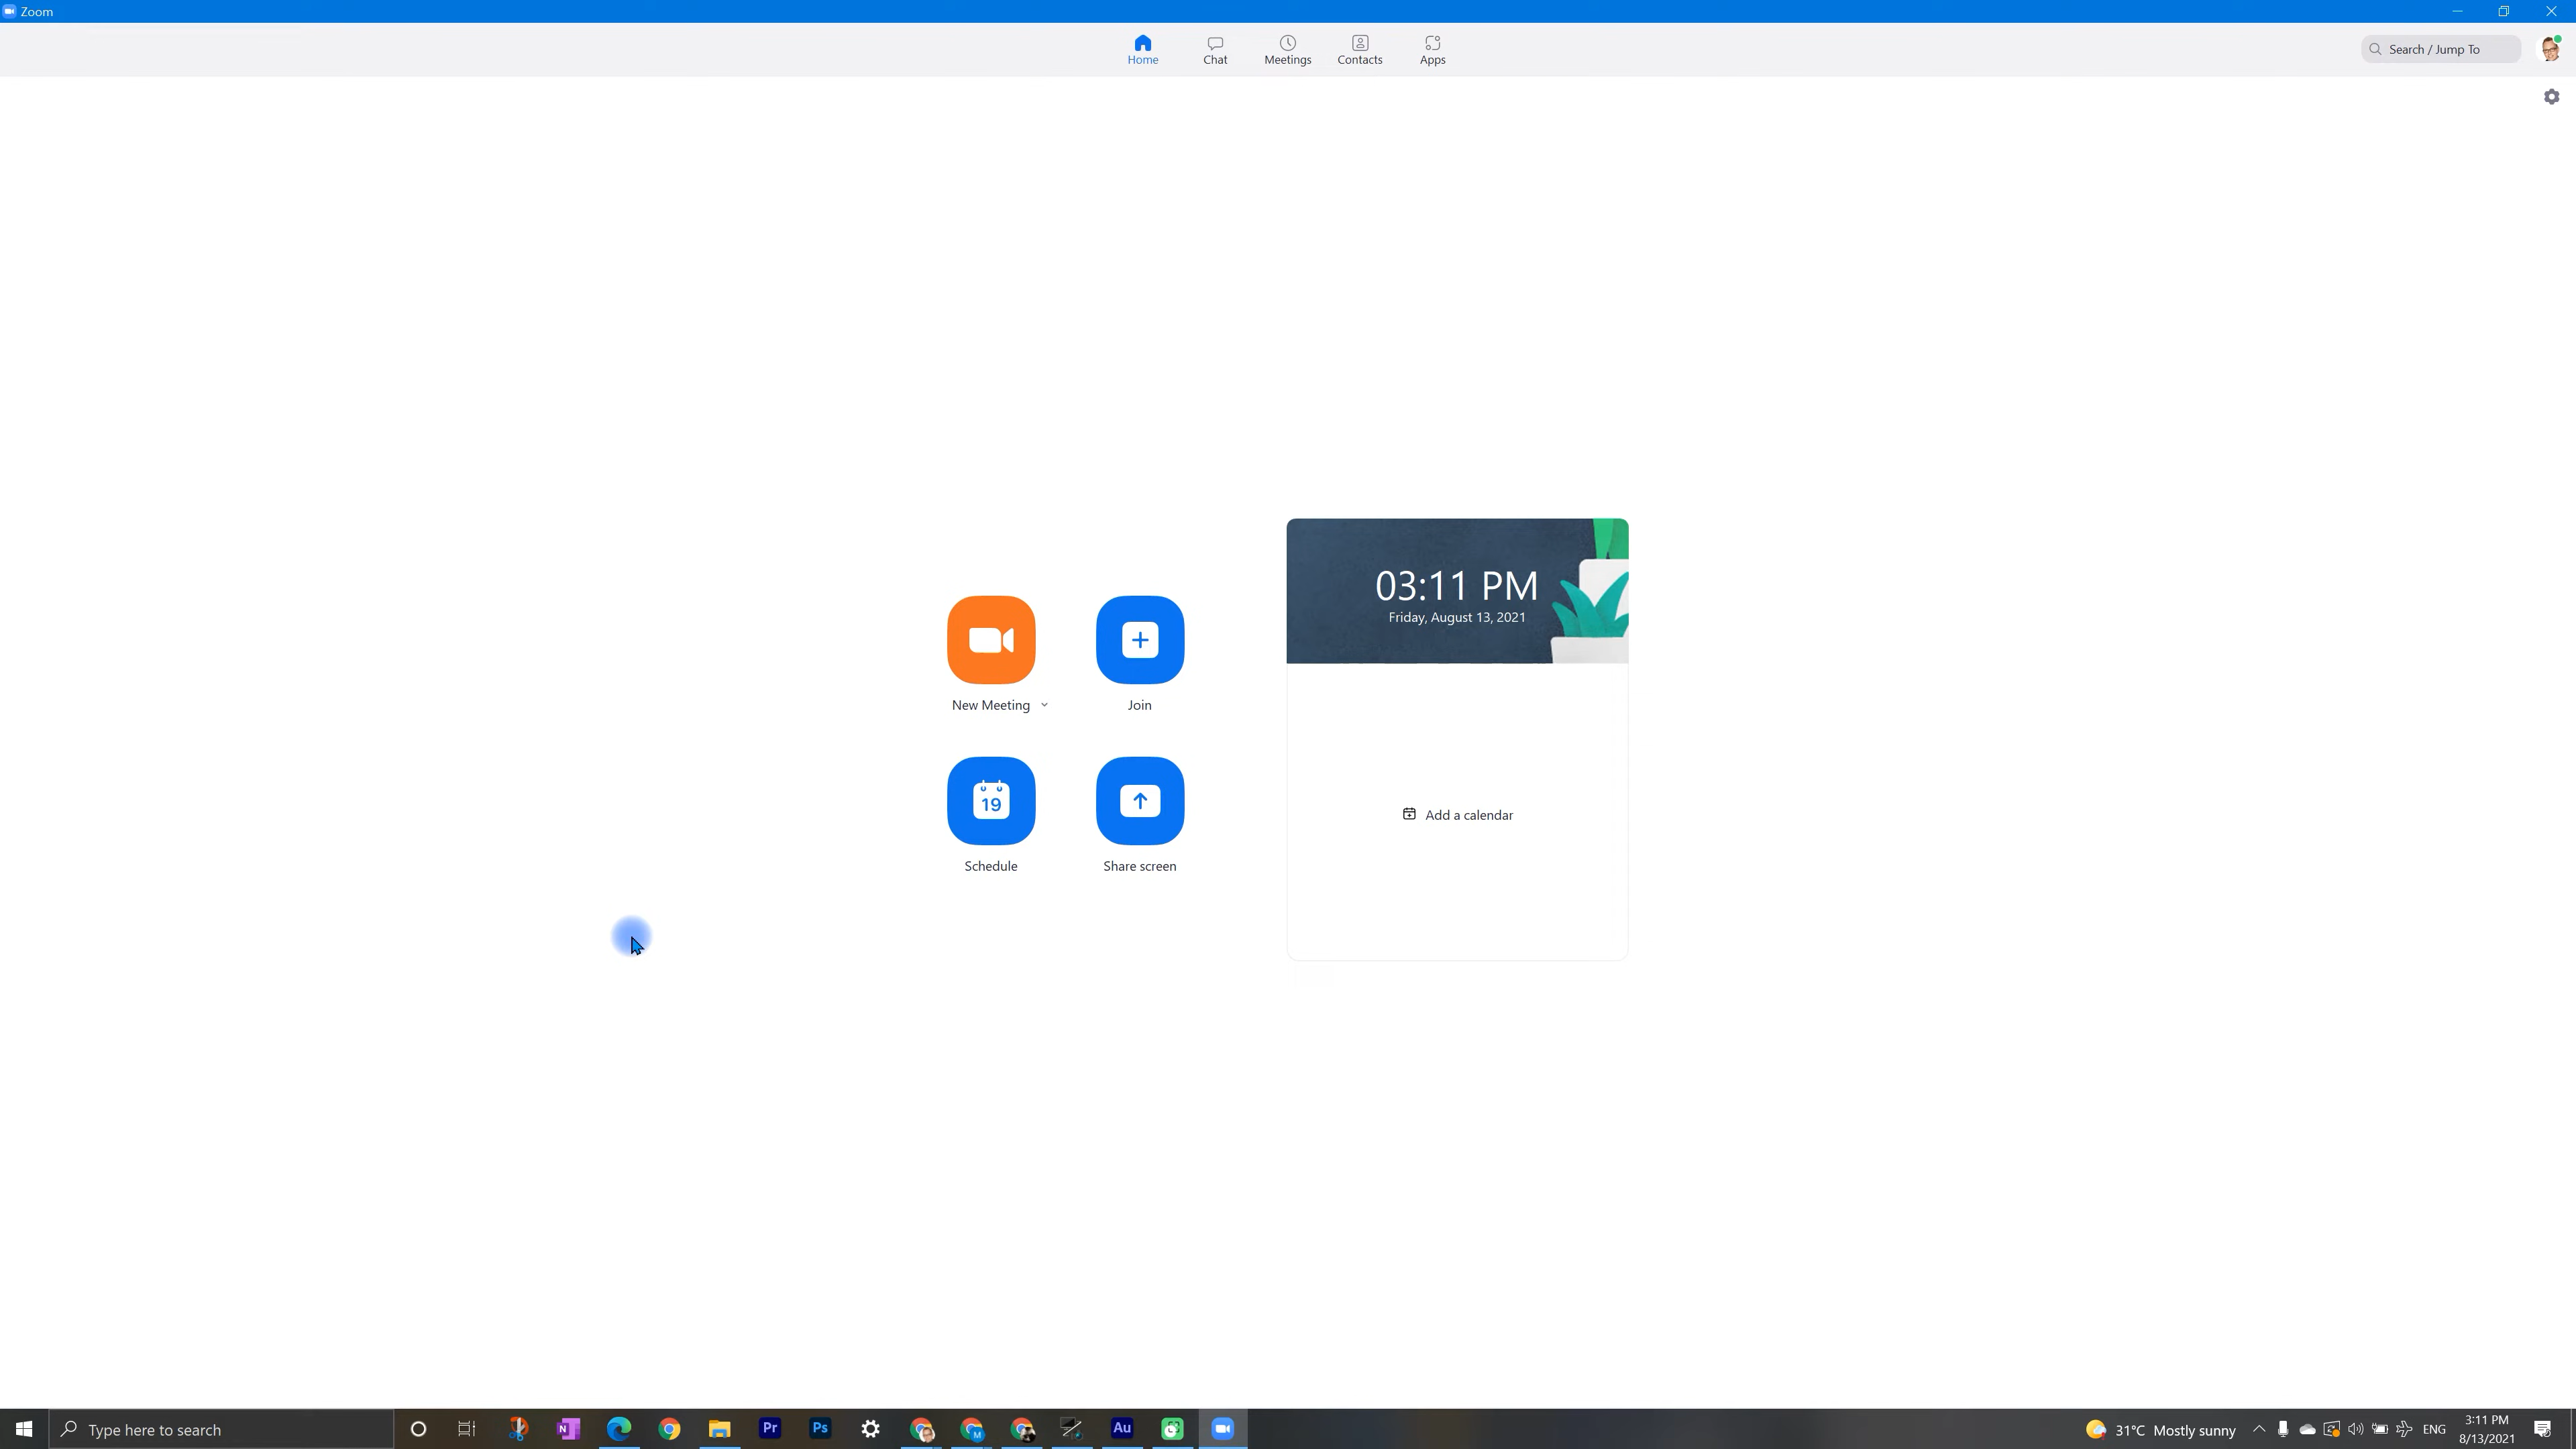 Zoom
Home
Chat
Meetings
Contacts
Apps
Search / Jump To
03:11 PM
Friday, August 13, 2021
New Meeting
Join
19
Schedule
Share screen
Add a calendar
Type here to search
N
Pr
Ps
M
Au
31°C Mostly sunny
ENG
3:11 PM
8/13/2021